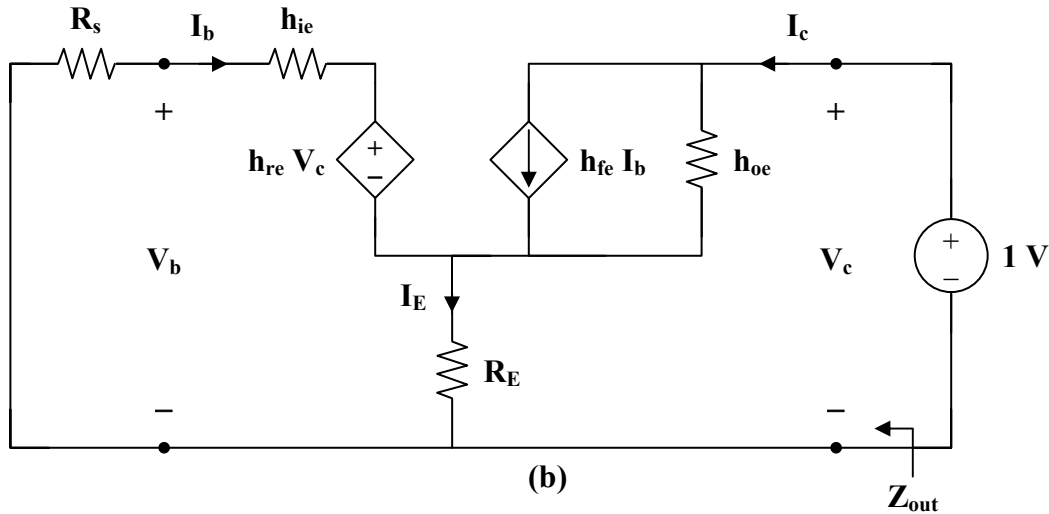 Rs Ib hie Ic
+ +
hre Vc + − hfe Ib hoe
Vb Vc + − 1 V
IE
RE
− −
(b)
Zout